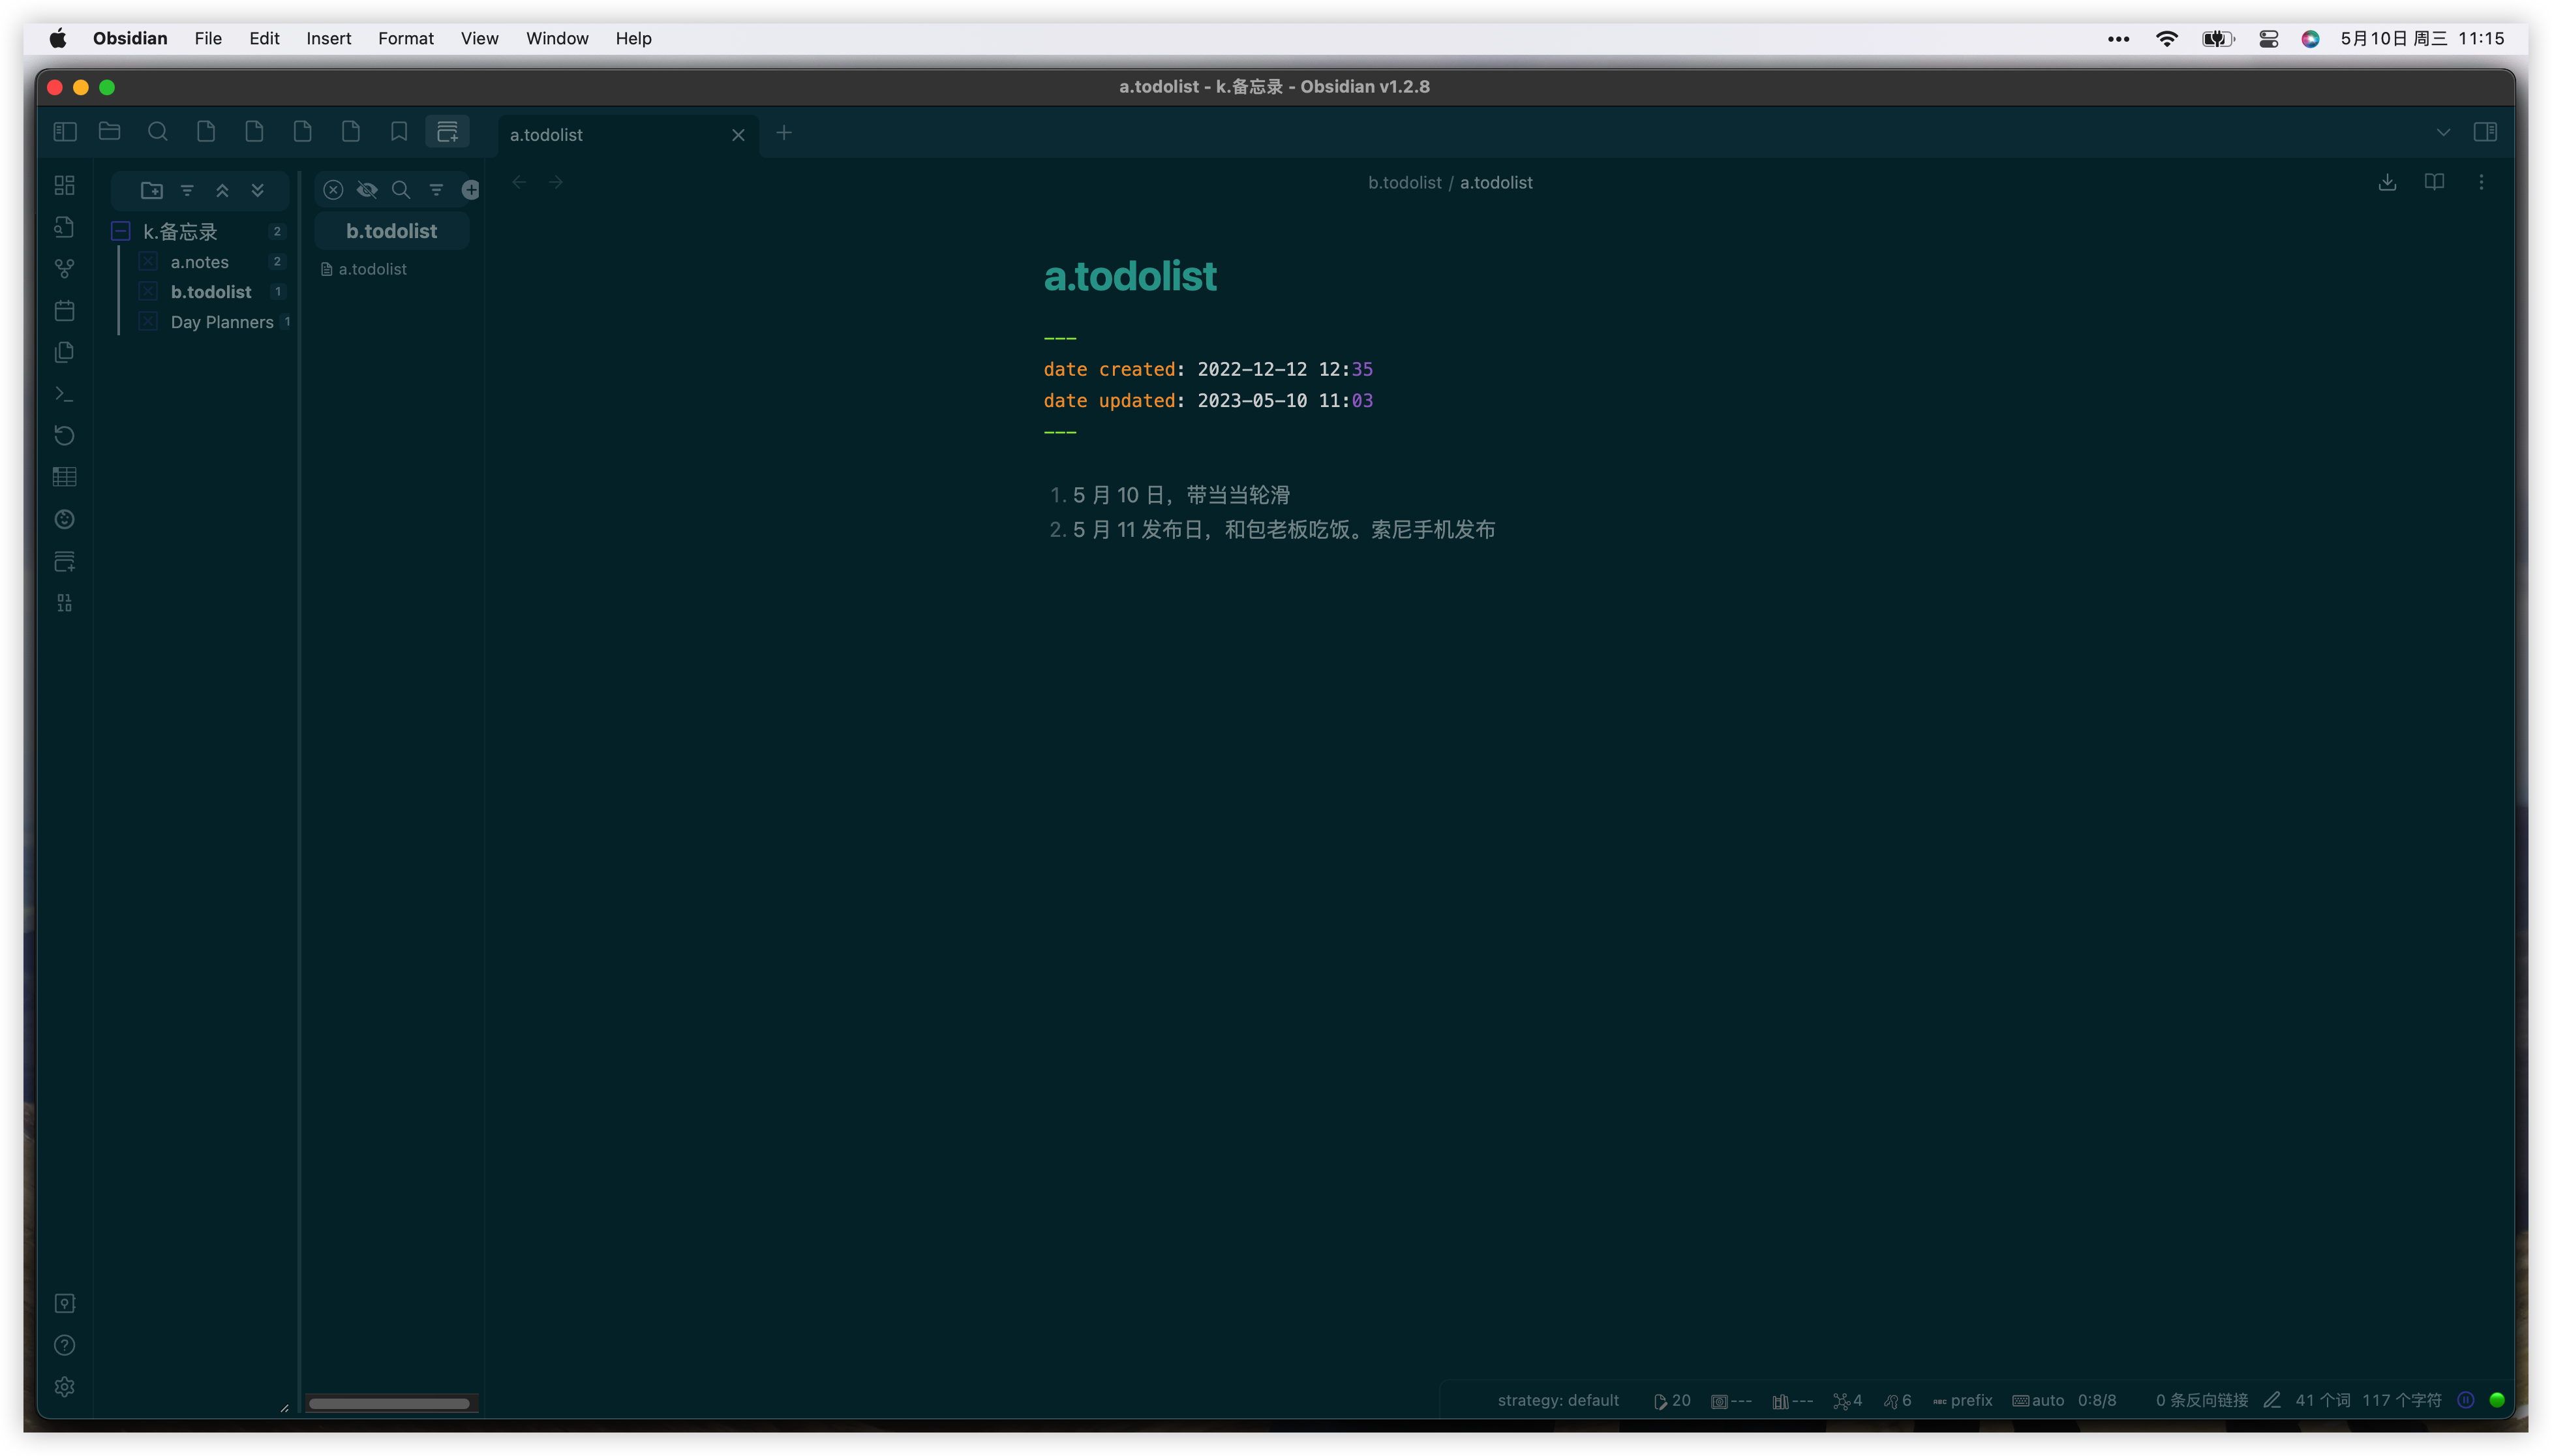 Obsidian File Edit Insert Format View Window Help 5月10日 周三 11:15
a.todolist - k.备忘录 - Obsidian v1.2.8
a.todolist
b.todolist / a.todolist
k.备忘录 2
a.notes 2
b.todolist 1
Day Planners 1
b.todolist
a.todolist
a.todolist
---
date created: 2022-12-12 12:35
date updated: 2023-05-10 11:03
---
1. 5 月 10 日，带当当轮滑
2. 5 月 11 发布日，和包老板吃饭。索尼手机发布
strategy: default 20 --- --- 4 6 ABC prefix auto 0:8/8 0 条反向链接 41 个词 117 个字符